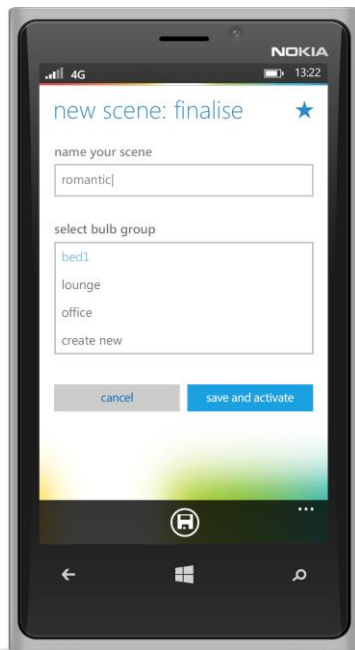 NOKIA
4G
13:22
new scene: finalise
name your scene
romantic
select bulb group
bed1
lounge
office
create new
cancel
save and activate
...